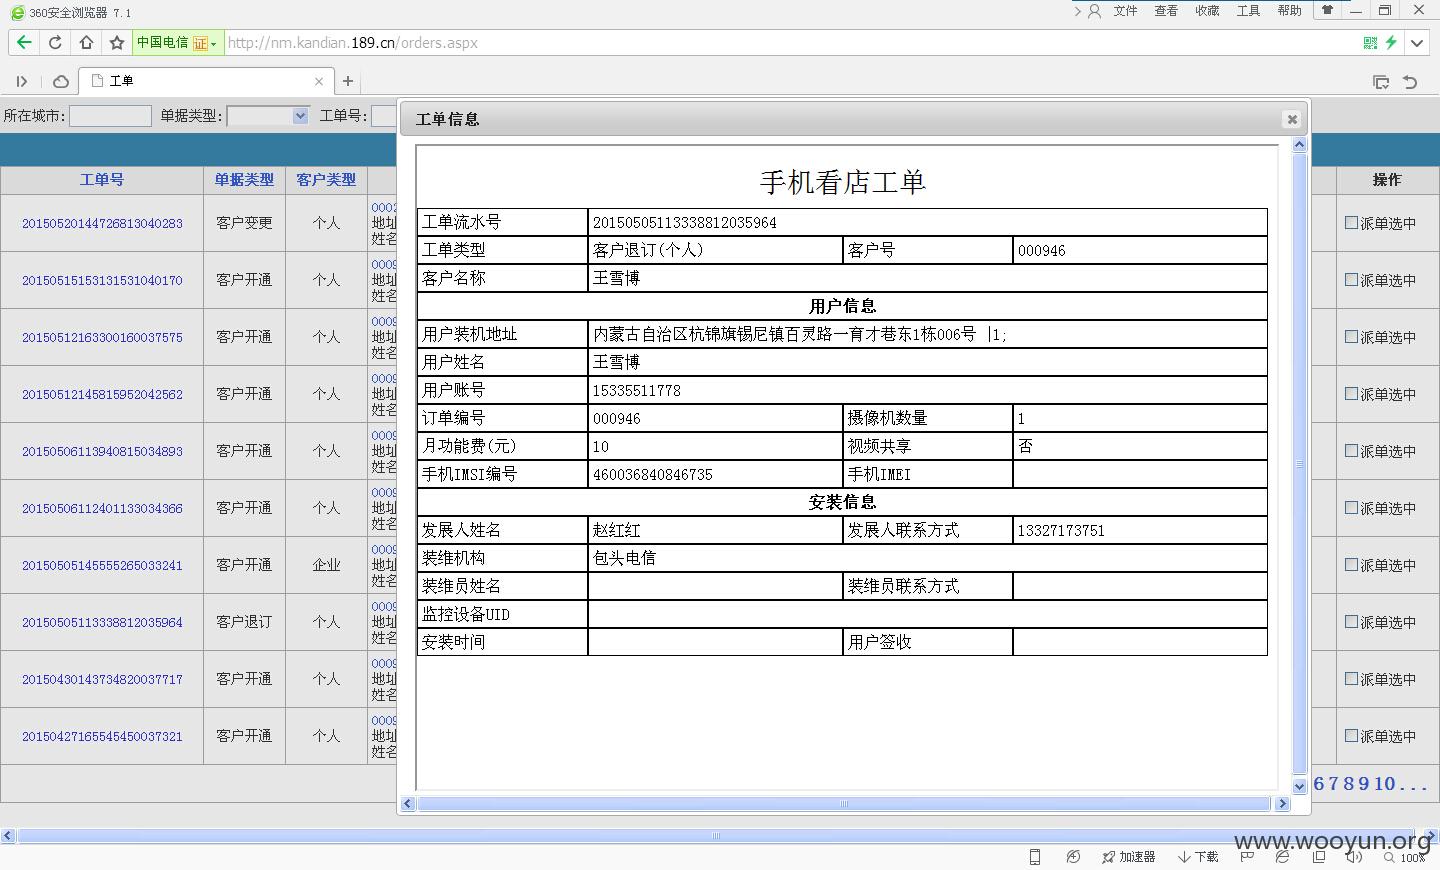 360安全浏览器 7.1
文件 查看 收藏 工具 帮助
中国电信 证 http://nm.kandian.189.cn/orders.aspx
工单
所在城市: 单据类型: 工单号:
工单信息
工单号 单据类型 客户类型 操作
手机看店工单
工单流水号 20150505113338812035964
工单类型 客户退订(个人) 客户号 000946
客户名称 王雪博
用户信息
用户装机地址 内蒙古自治区杭锦旗锡尼镇百灵路一育才巷东1栋006号 |1;
用户姓名 王雪博
用户账号 15335511778
订单编号 000946 摄像机数量 1
月功能费(元) 10 视频共享 否
手机IMSI编号 460036840846735 手机IMEI
安装信息
发展人姓名 赵红红 发展人联系方式 13327173751
装维机构 包头电信
装维员姓名 装维员联系方式
监控设备UID
安装时间 用户签收
20150520144726813040283 客户变更 个人 0002 地址 姓名 派单选中
20150515153131531040170 客户开通 个人 0009 地址 姓名 派单选中
20150512163300160037575 客户开通 个人 0009 地址 姓名 派单选中
20150512145815952042562 客户开通 个人 0009 地址 姓名 派单选中
20150506113940815034893 客户开通 个人 0009 地址 姓名 派单选中
20150506112401133034366 客户开通 个人 0009 地址 姓名 派单选中
20150505145555265033241 客户开通 企业 0009 地址 姓名 派单选中
20150505113338812035964 客户退订 个人 0009 地址 姓名 派单选中
20150430143734820037717 客户开通 个人 0009 地址 姓名 派单选中
20150427165545450037321 客户开通 个人 0009 地址 姓名 派单选中
6 7 8 9 10 ...
www.wooyun.org
加速器 下载 100%